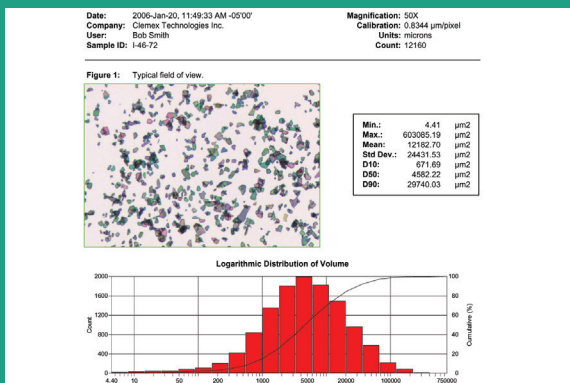 Date: 2006-Jan-20, 11:49:33 AM -05'00'
Company: Clemex Technologies Inc.
User: Bob Smith
Sample ID: I-46-72
Magnification: 50X
Calibration: 0.8344 µm/pixel
Units: microns
Count: 12160
Figure 1: Typical field of view.
Min.: 4.41 µm2
Max.: 603085.19 µm2
Mean: 12182.70 µm2
Std Dev.: 24431.53 µm2
D10: 671.69 µm2
D50: 4582.22 µm2
D90: 29740.03 µm2
Logarithmic Distribution of Volume
2000
1600
1200
800
400
0
Count
100
80
60
40
20
0
Cumulative (%)
4.40 10 50 200 1000 5000 20000 100000 750000